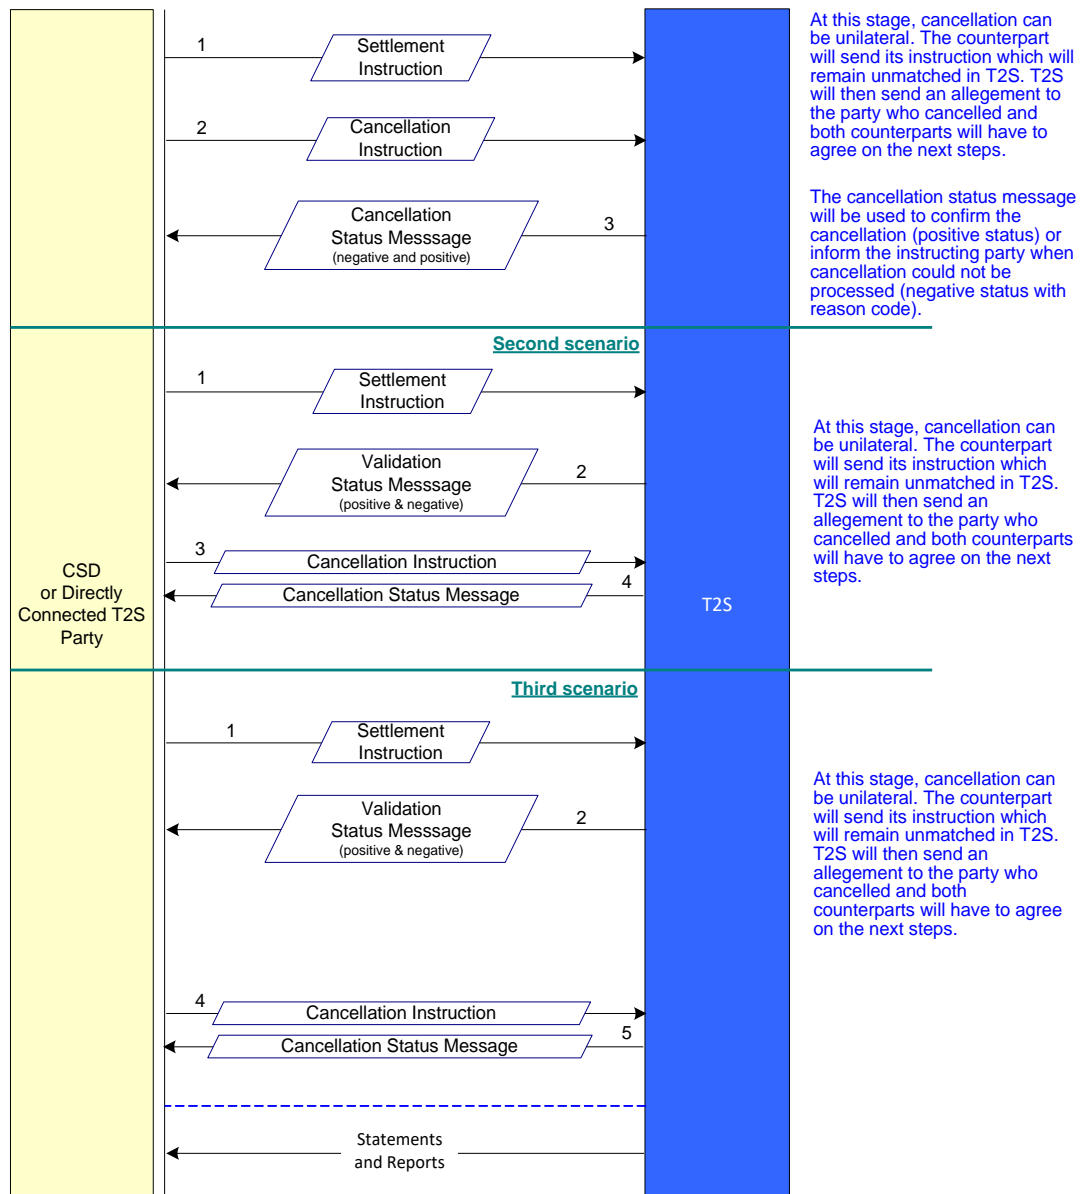 1
Settlement
Instruction
At this stage, cancellation can
be unilateral. The counterpart
will send its instruction which will
remain unmatched in T2S. T2S
will then send an allegement to
the party who cancelled and
both counterparts will have to
agree on the next steps.
2
Cancellation
Instruction
Cancellation
Status Messsage
(negative and positive)
3
The cancellation status message
will be used to confirm the
cancellation (positive status) or
inform the instructing party when
cancellation could not be
processed (negative status with
reason code).
Second scenario
1
Settlement
Instruction
Validation
Status Messsage
(positive & negative)
2
At this stage, cancellation can
be unilateral. The counterpart
will send its instruction which
will remain unmatched in T2S.
T2S will then send an
allegement to the party who
cancelled and both counterparts
will have to agree on the next
steps.
3
Cancellation Instruction
Cancellation Status Message
4
CSD
or Directly
Connected T2S
Party
T2S
Third scenario
1
Settlement
Instruction
Validation
Status Messsage
(positive & negative)
2
At this stage, cancellation can
be unilateral. The counterpart
will send its instruction which
will remain unmatched in T2S.
T2S will then send an
allegement to the party who
cancelled and both
counterparts will have to agree
on the next steps.
4
Cancellation Instruction
Cancellation Status Message
5
Statements
and Reports